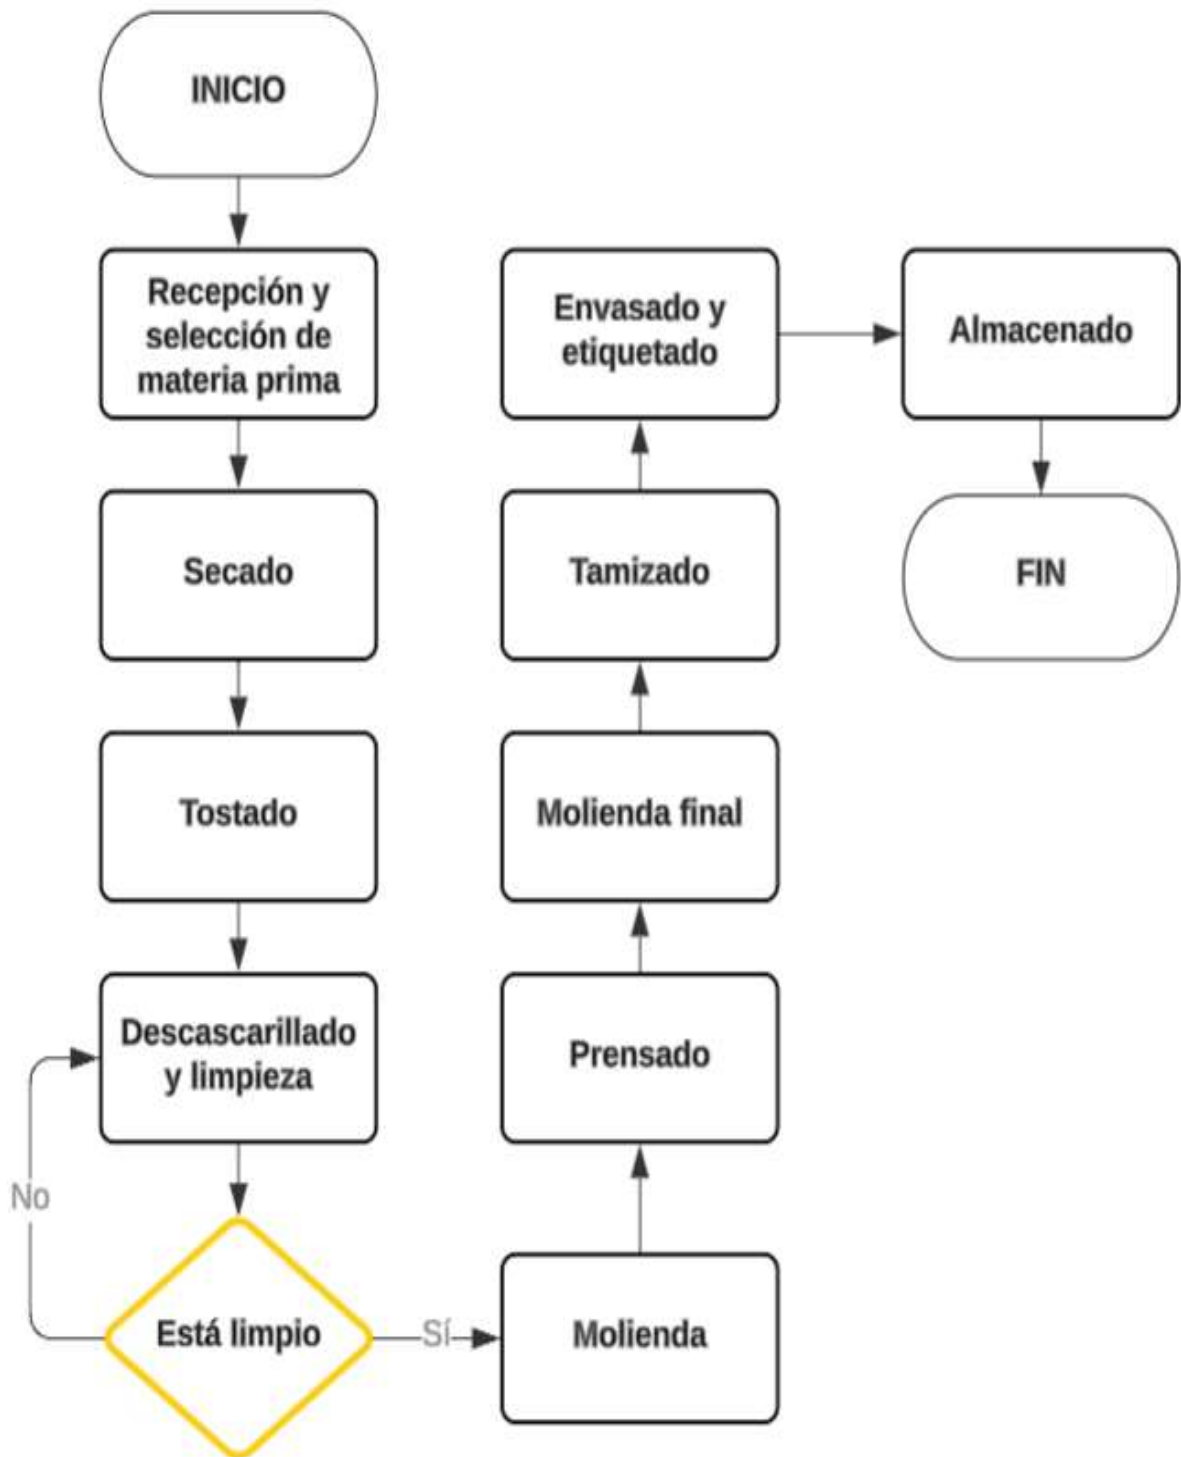 INICIO
Recepción y
selección de
materia prima
Secado
Tostado
Descascarillado
y limpieza
No
Está limpio
Sí
Molienda
Prensado
Molienda final
Tamizado
Envasado y
etiquetado
Almacenado
FIN